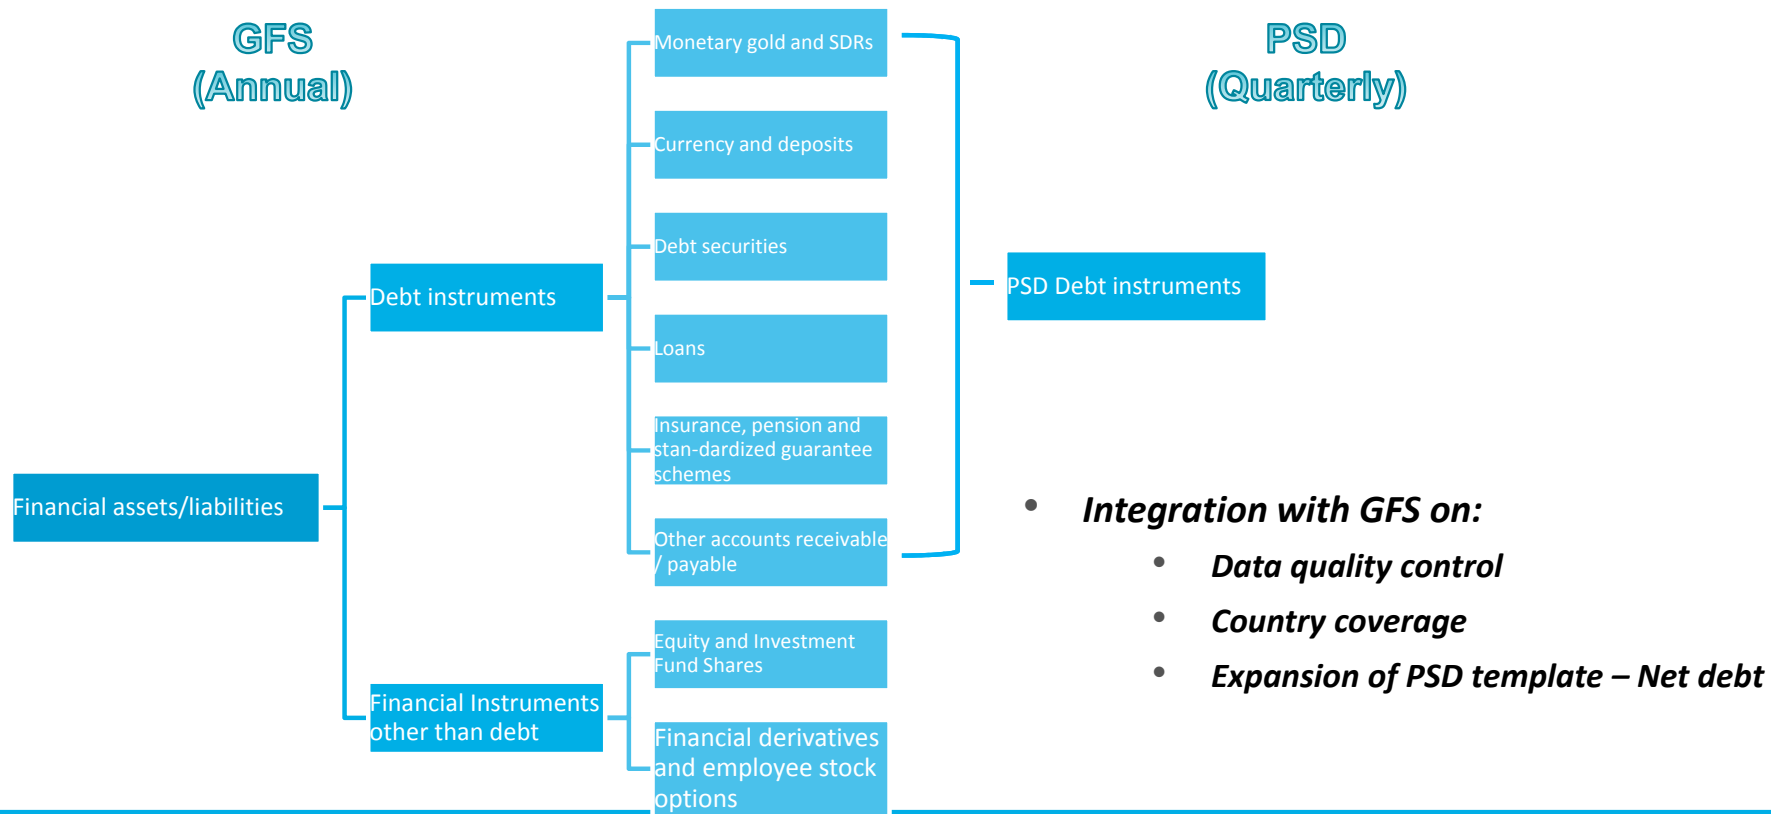 GFS
(Annual)
PSD
(Quarterly)
Monetary gold and SDRs
Currency and deposits
Debt securities
Debt instruments
PSD Debt instruments
Loans
Insurance, pension and
stan-dardized guarantee
schemes
Financial assets/liabilities
Other accounts receivable
/ payable
Equity and Investment
Fund Shares
Financial Instruments
other than debt
Financial derivatives
and employee stock
options
• Integration with GFS on:
• Data quality control
• Country coverage
• Expansion of PSD template – Net debt